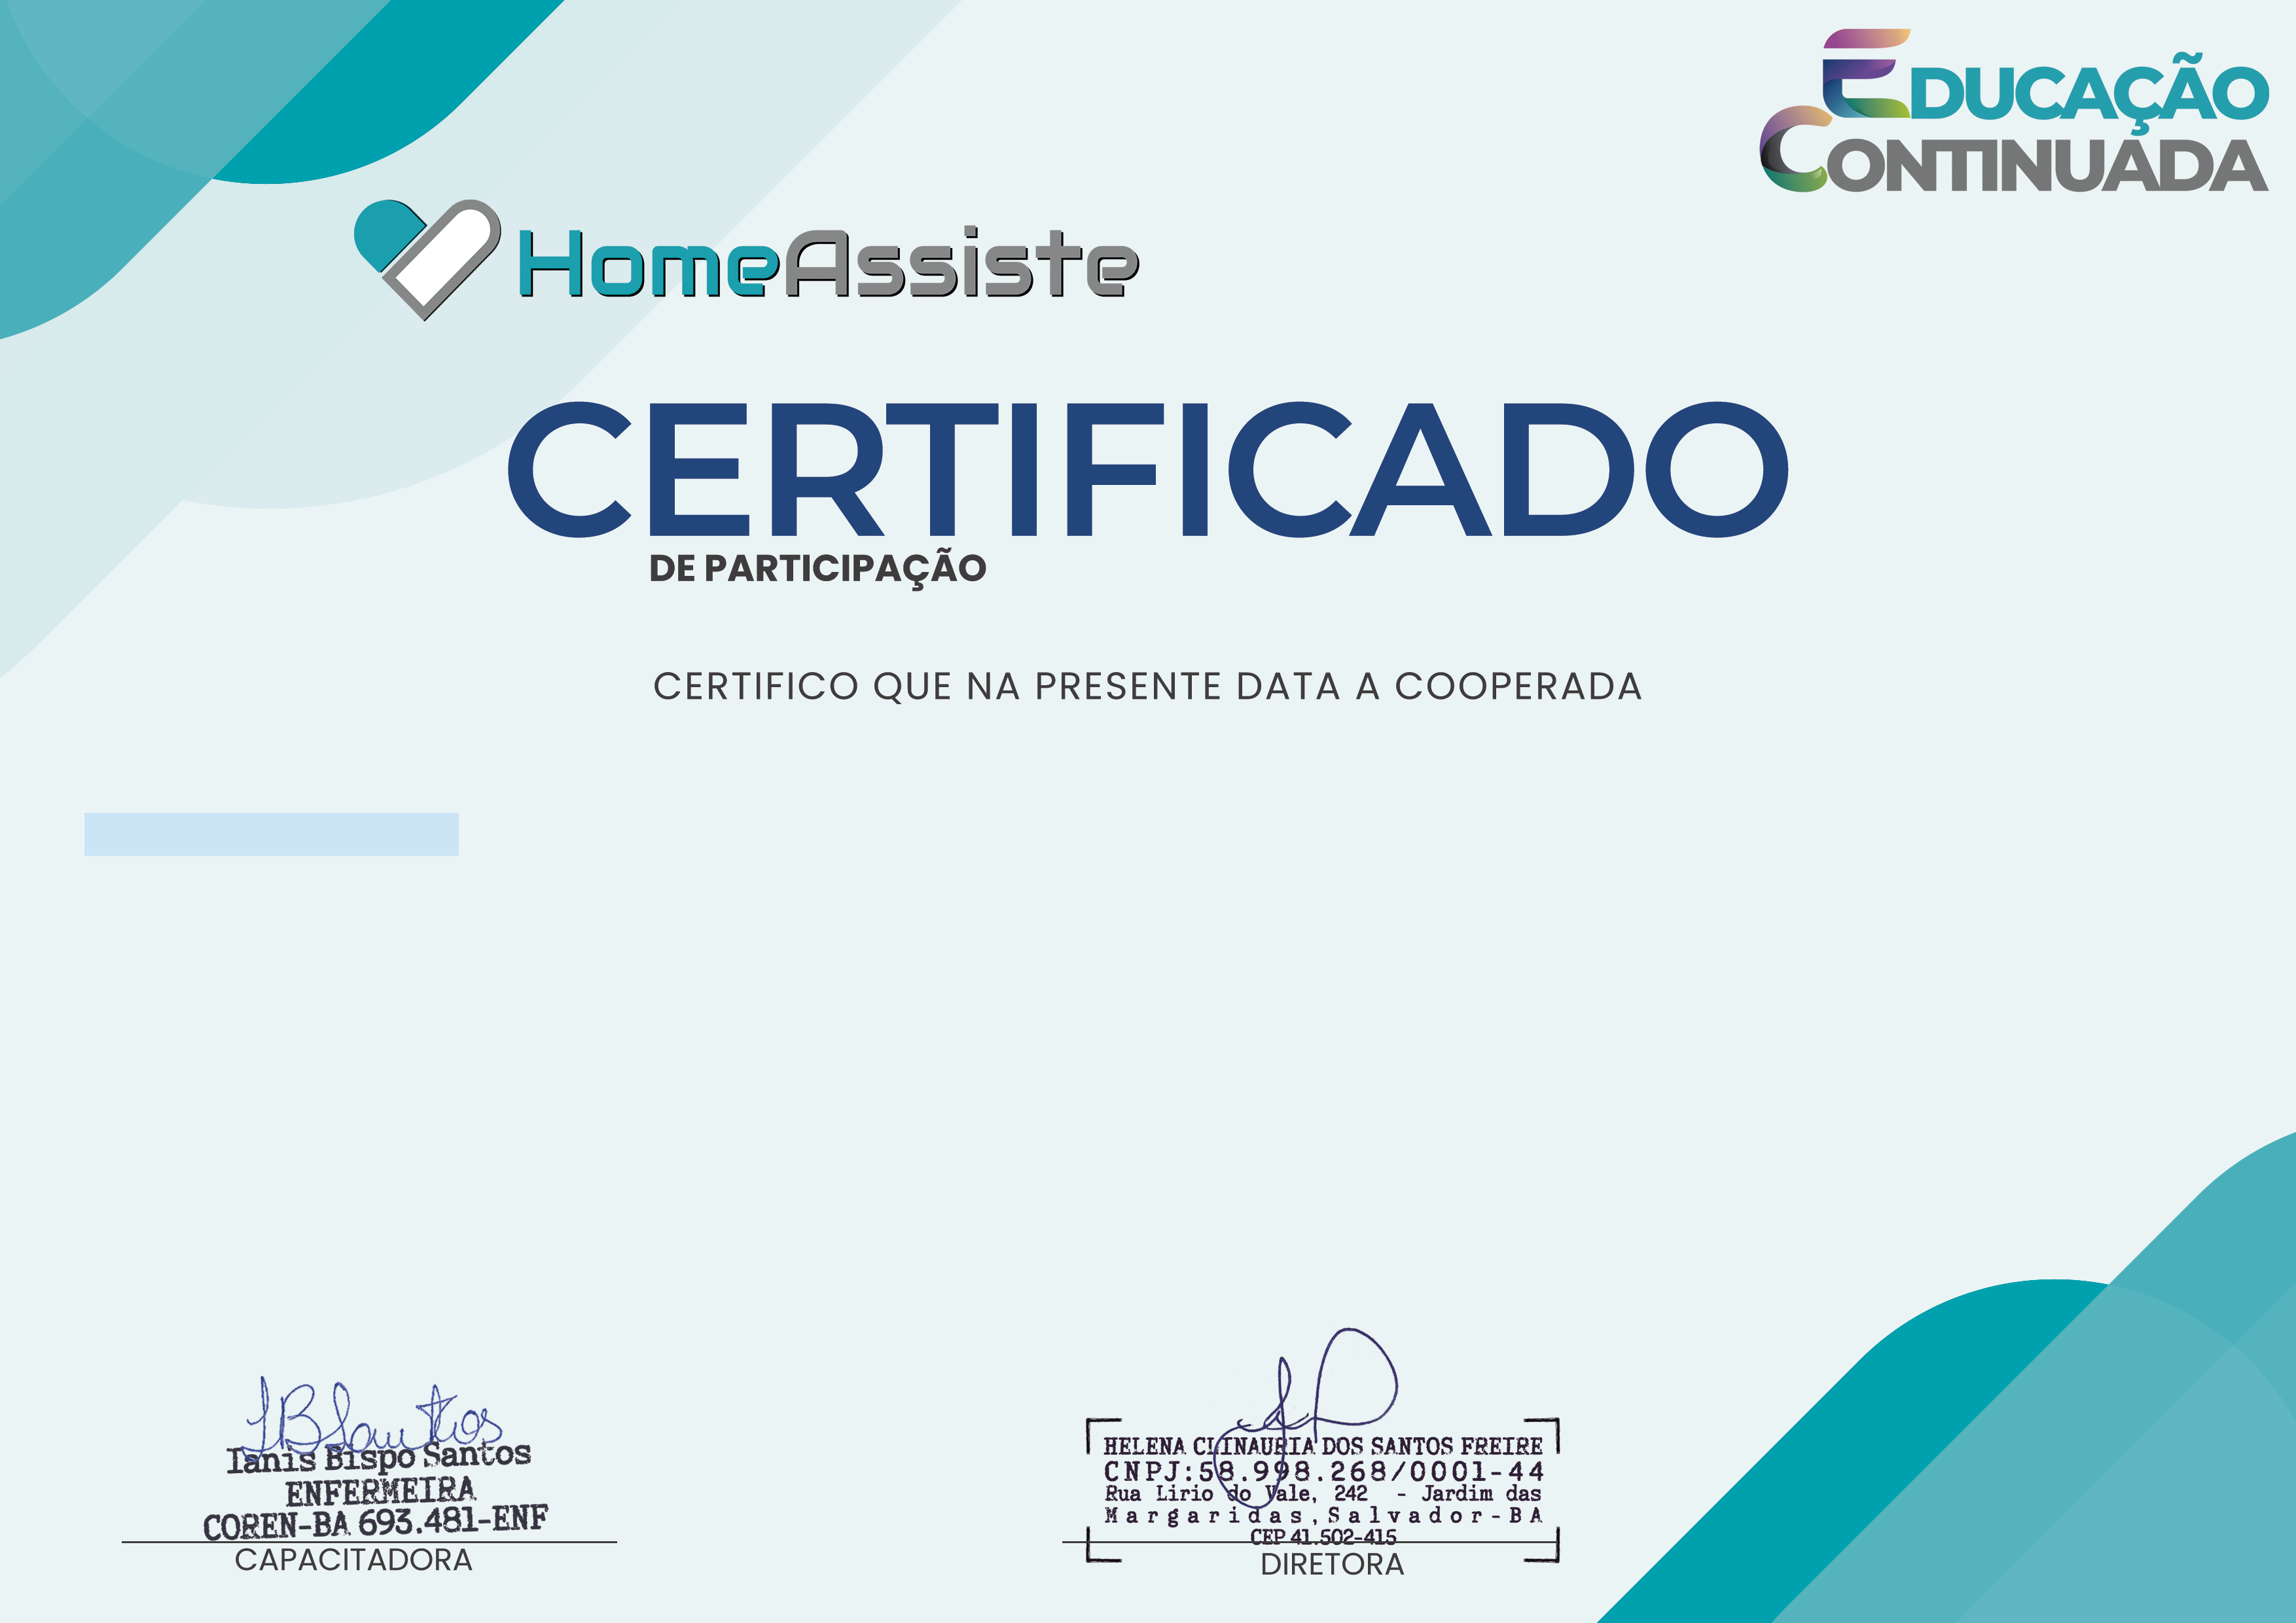 EDUCAÇÃO
CONTINUADA
HomeAssiste
CERTIFICADO
DE PARTICIPAÇÃO
CERTIFICO QUE NA PRESENTE DATA A COOPERADA
IBSantos
Ianis Bispo Santos
ENFERMEIRA
COREN-BA 693.481-ENF
CAPACITADORA
HELENA DOS SANTOS FREIRE
CNPJ:58.998.268/0001-44
Rua Lirio do Vale, 242 - Jardim das
Margaridas, Salvador-BA
CEP 41.502-415
DIRETORA